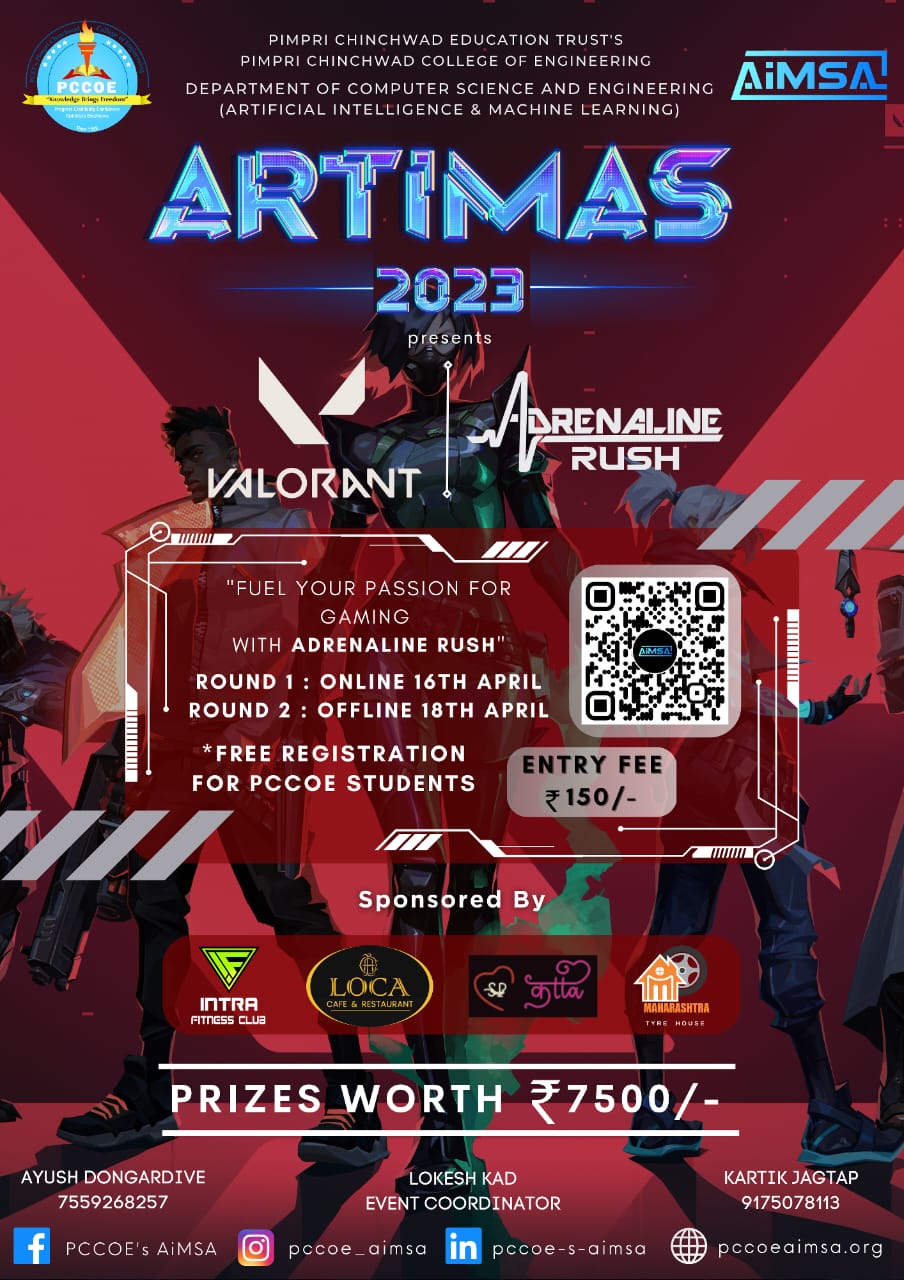 PIMPRI CHINCHWAD EDUCATION TRUST'S
PIMPRI CHINCHWAD COLLEGE OF ENGINEERING
DEPARTMENT OF COMPUTER SCIENCE AND ENGINEERING
(ARTIFICIAL INTELLIGENCE & MACHINE LEARNING)
PCCOE
"Knowledge Brings Freedom"
AiMSA
ARTIMAS
2023
presents
VALORANT
ADRENALINE
RUSH
"FUEL YOUR PASSION FOR
GAMING
WITH ADRENALINE RUSH"
ROUND 1 : ONLINE 16TH APRIL
ROUND 2 : OFFLINE 18TH APRIL
*FREE REGISTRATION
FOR PCCOE STUDENTS
AiMSA
ENTRY FEE
₹150/-
Sponsored By
INTRA
FITNESS CLUB
LOCA
CAFE & RESTAURANT
SP कट्टा
MAHARASHTRA
TYRE HOUSE
PRIZES WORTH ₹7500/-
AYUSH DONGARDIVE
7559268257
LOKESH KAD
EVENT COORDINATOR
KARTIK JAGTAP
9175078113
PCCOE's AiMSA
pccoe_aimsa
pccoe-s-aimsa
pccoeaimsa.org